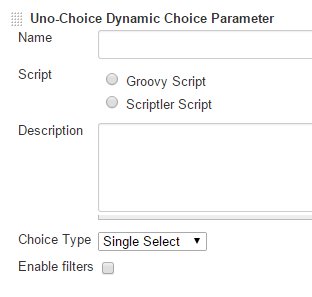 Uno-Choice Dynamic Choice Parameter
Name
Script
Groovy Script
Scriptler Script
Description
Choice Type Single Select
Enable filters